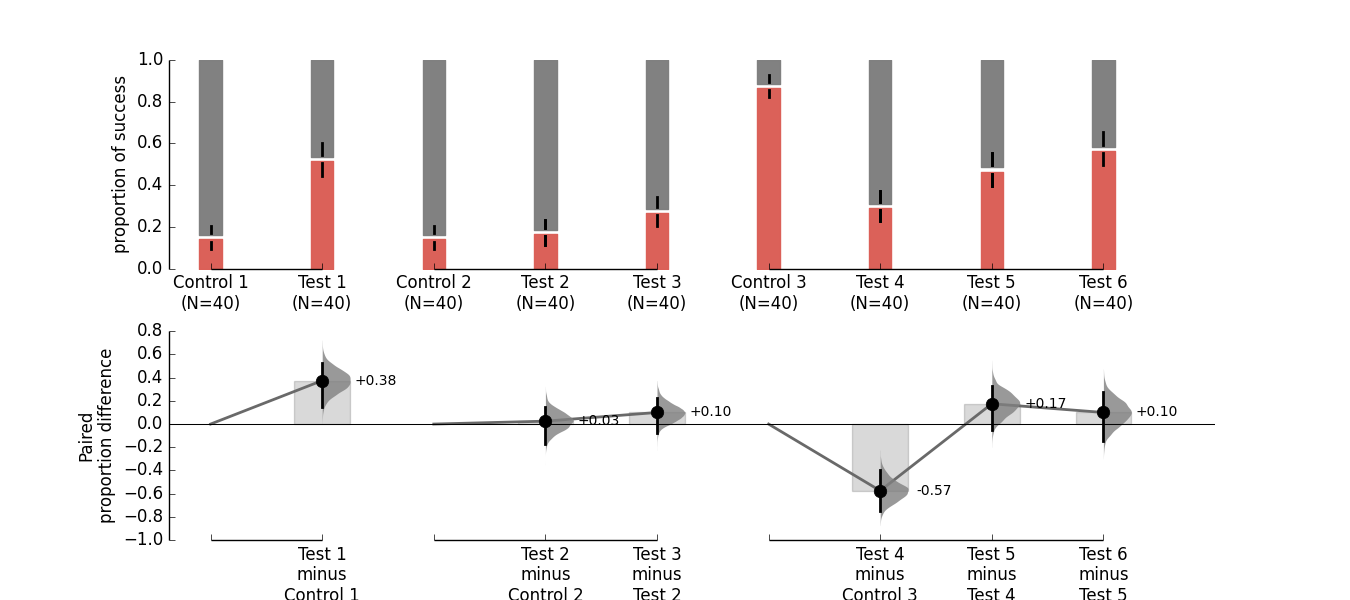 proportion of success
1.0
0.8
0.6
0.4
0.2
0.0
Control 1
(N=40)
Test 1
(N=40)
Control 2
(N=40)
Test 2
(N=40)
Test 3
(N=40)
Control 3
(N=40)
Test 4
(N=40)
Test 5
(N=40)
Test 6
(N=40)
Paired
proportion difference
0.8
0.6
0.4
0.2
0.0
−0.2
−0.4
−0.6
−0.8
−1.0
+0.38
+0.03
+0.10
-0.57
+0.17
+0.10
Test 1
minus
Control 1
Test 2
minus
Control 2
Test 3
minus
Test 2
Test 4
minus
Control 3
Test 5
minus
Test 4
Test 6
minus
Test 5